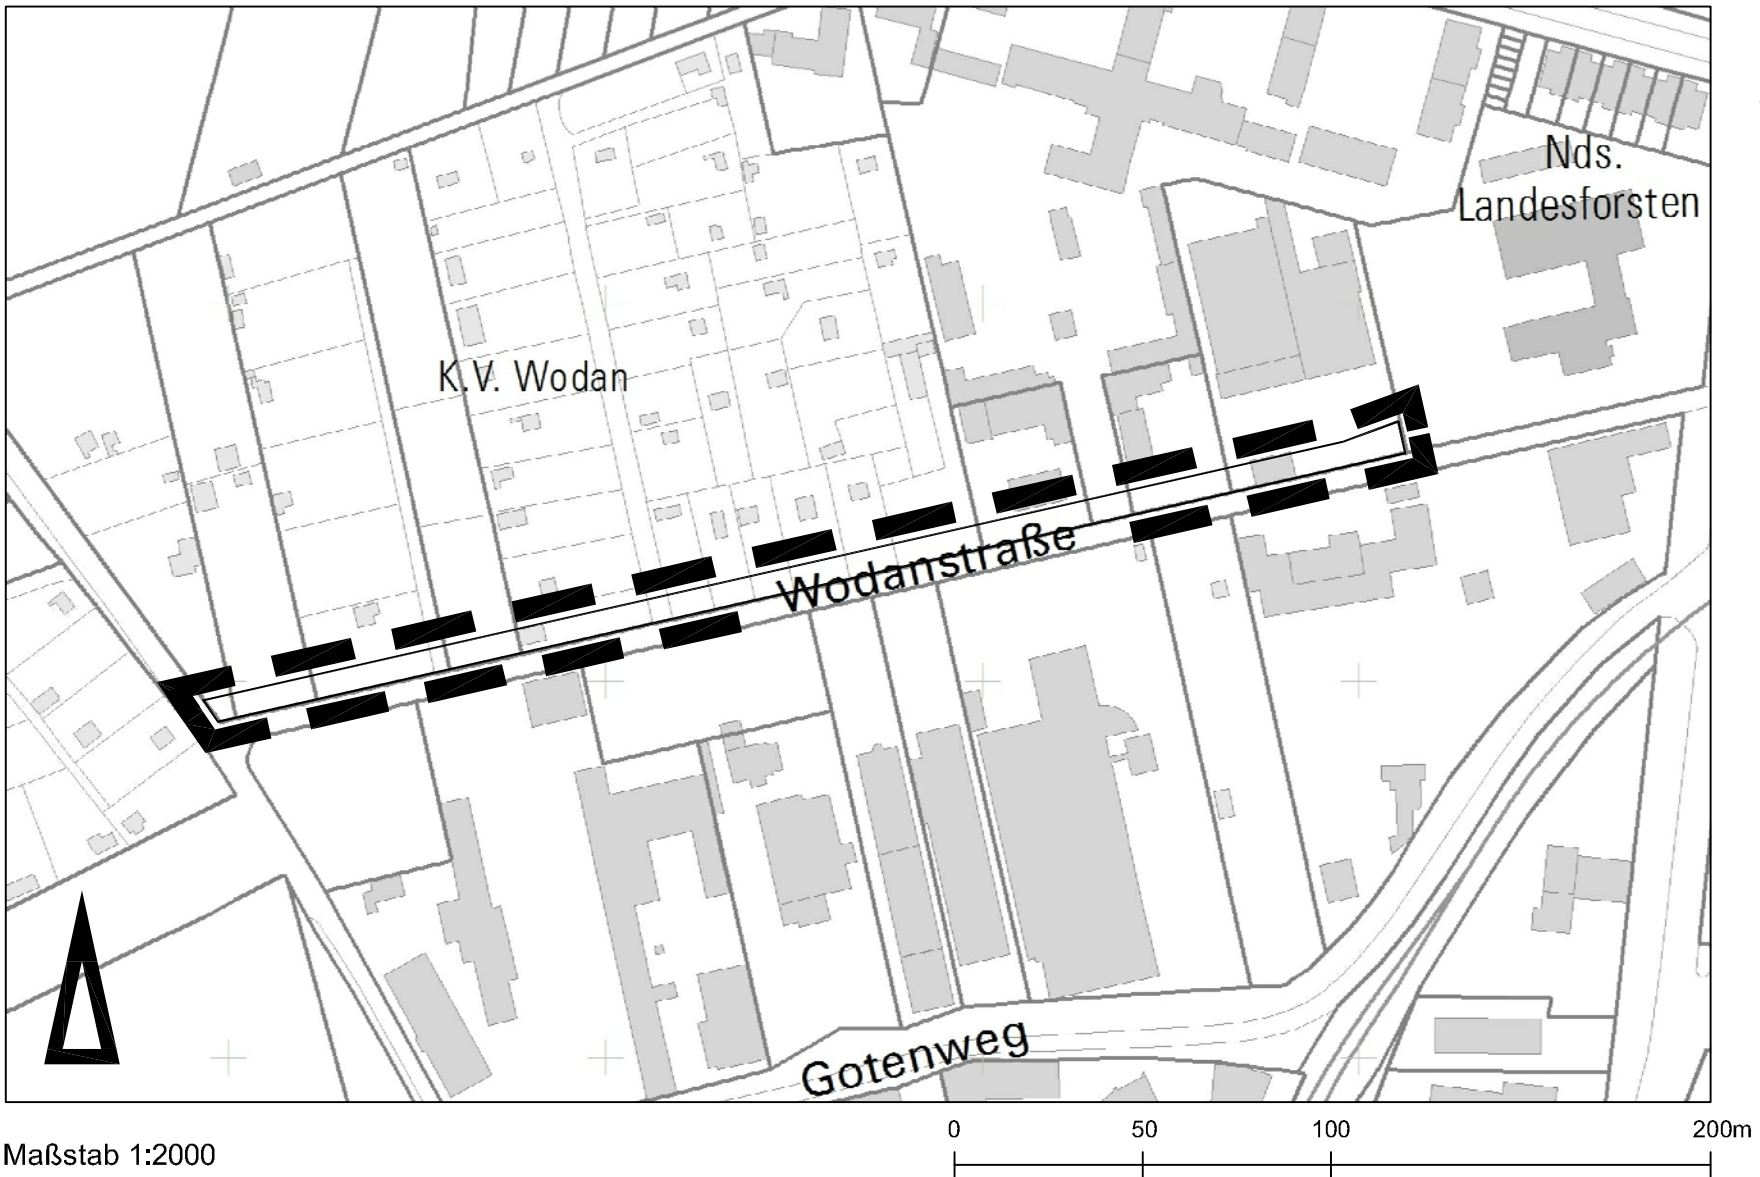 Nds.
Landesforsten
K.V. Wodan
Wodanstraße
Gotenweg
Maßstab 1:2000
0 50 100 200m